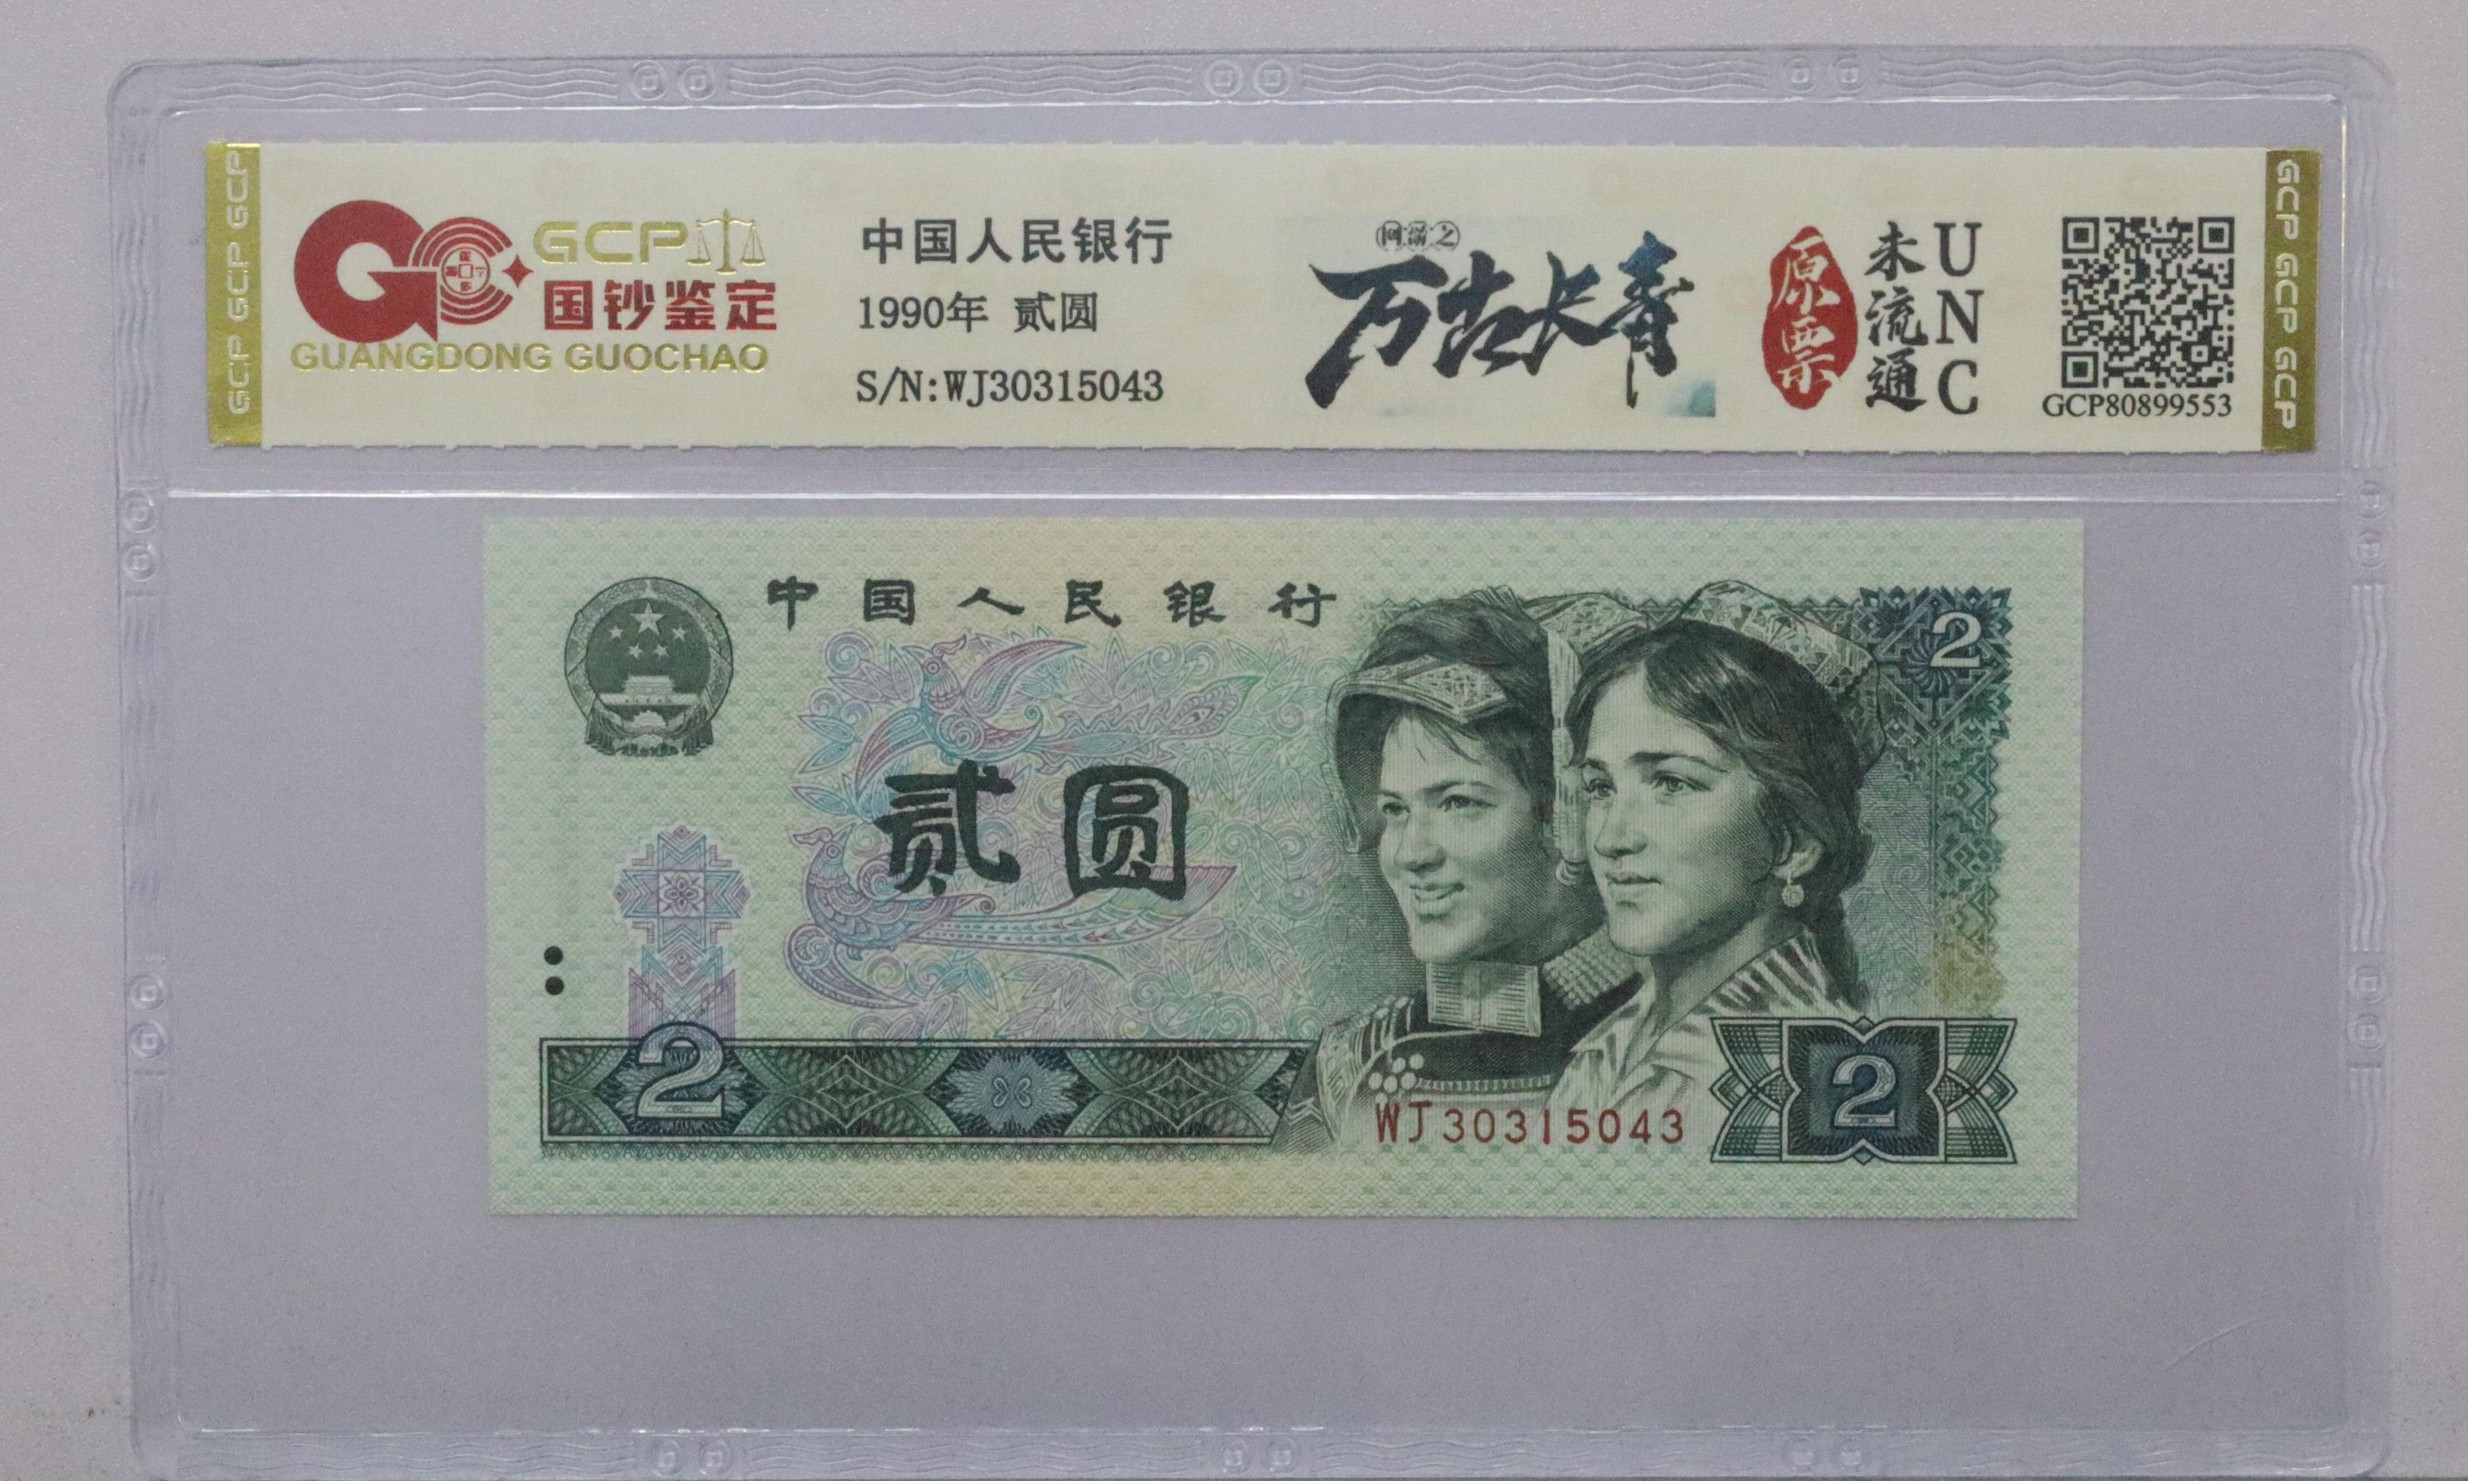 GCP GCP GCP
GCP
国钞鉴定
GUANGDONG GUOCHAO
中国人民银行
1990年 贰圆
S/N:WJ30315043
万古长青
原票
未流通
UNC
GCP80899553
GCP GCP GCP
中国人民银行
2
贰圆
2
WJ30315043
2